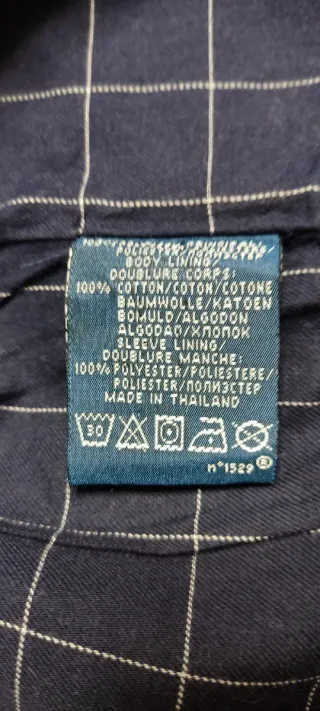 BODY LINING/
DOUBLURE CORPS:
100% COTTON/COTON/COTONE
BAUMWOLLE/KATOEN
BOMULD/ALGODON
ALGODAO/ХЛОПОК
SLEEVE LINING/
DOUBLURE MANCHE:
100% POLYESTER/POLIESTERE/
POLIESTER/ПОЛИЭСТЕР
MADE IN THAILAND
30
n°1529 ®